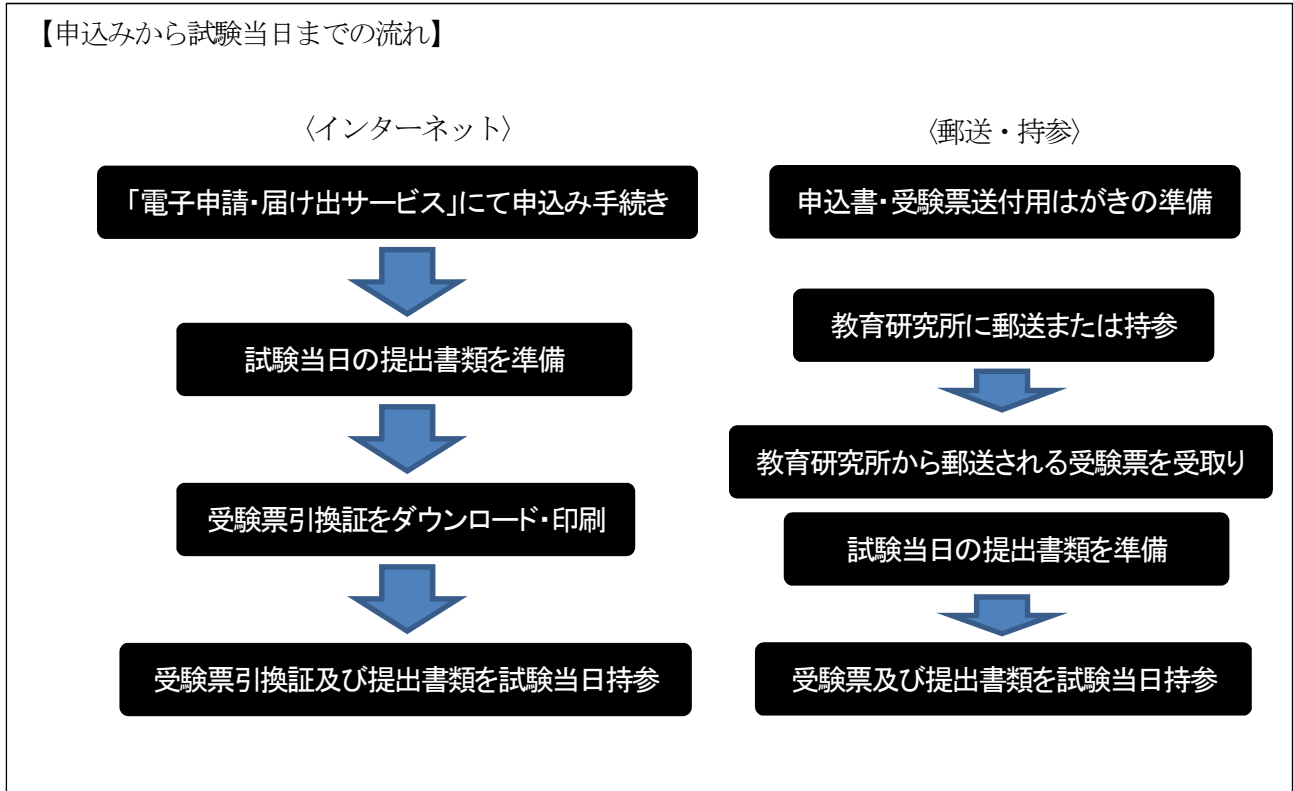 【申込みから試験当日までの流れ】
〈インターネット〉
「電子申請・届け出サービス」にて申込み手続き
試験当日の提出書類を準備
受験票引換証をダウンロード・印刷
受験票引換証及び提出書類を試験当日持参
〈郵送・持参〉
申込書・受験票送付用はがきの準備
教育研究所に郵送または持参
教育研究所から郵送される受験票を受取り
試験当日の提出書類を準備
受験票及び提出書類を試験当日持参